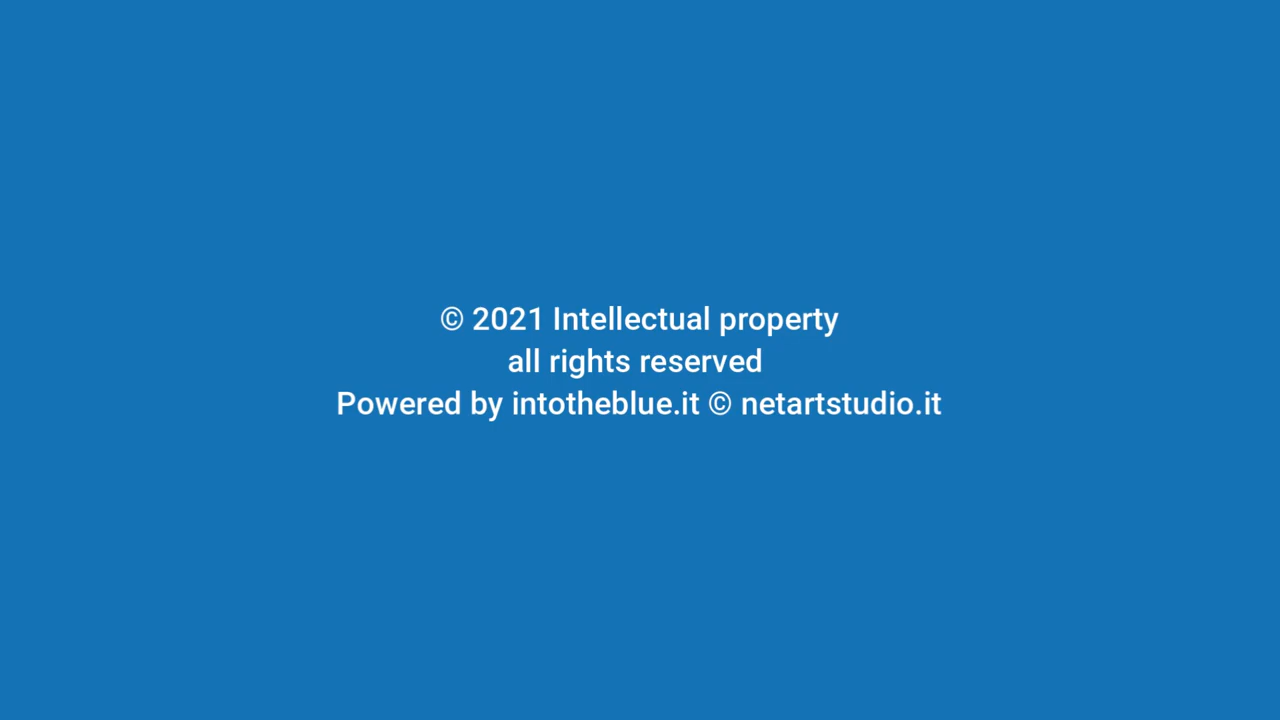 © 2021 Intellectual property
all rights reserved
Powered by intotheblue.it © netartstudio.it